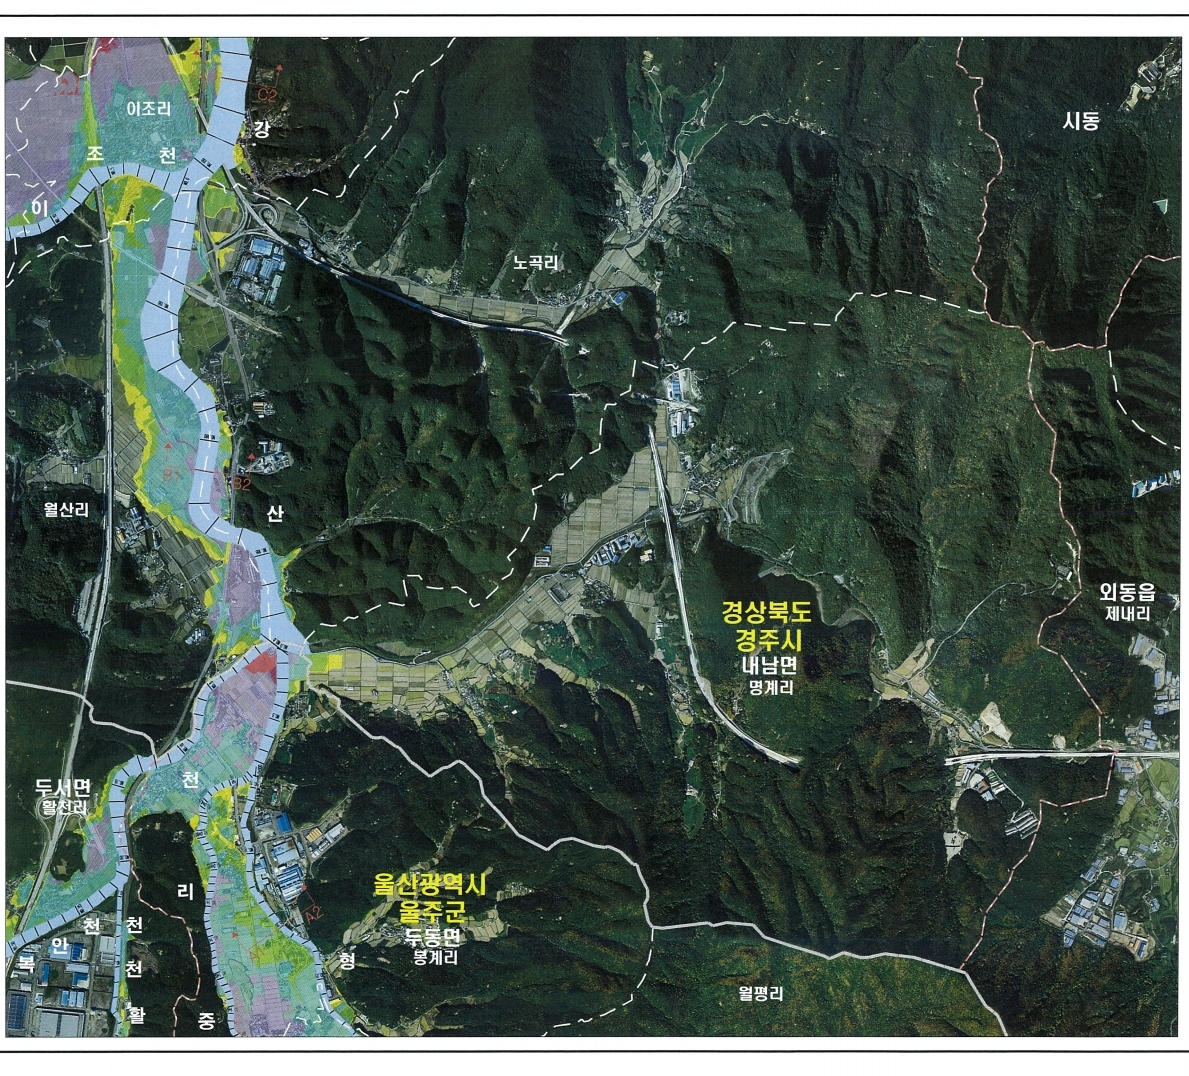 이조리
C2
강
시동
조
천
이
노곡리
B1
B2
월산리
산
외동읍
제내리
경상북도
경주시
내남면
명계리
천
두서면
활천리
리
울산광역시
울주군
두동면
봉계리
A2
천
천
안
복
천
형
월평리
활
중